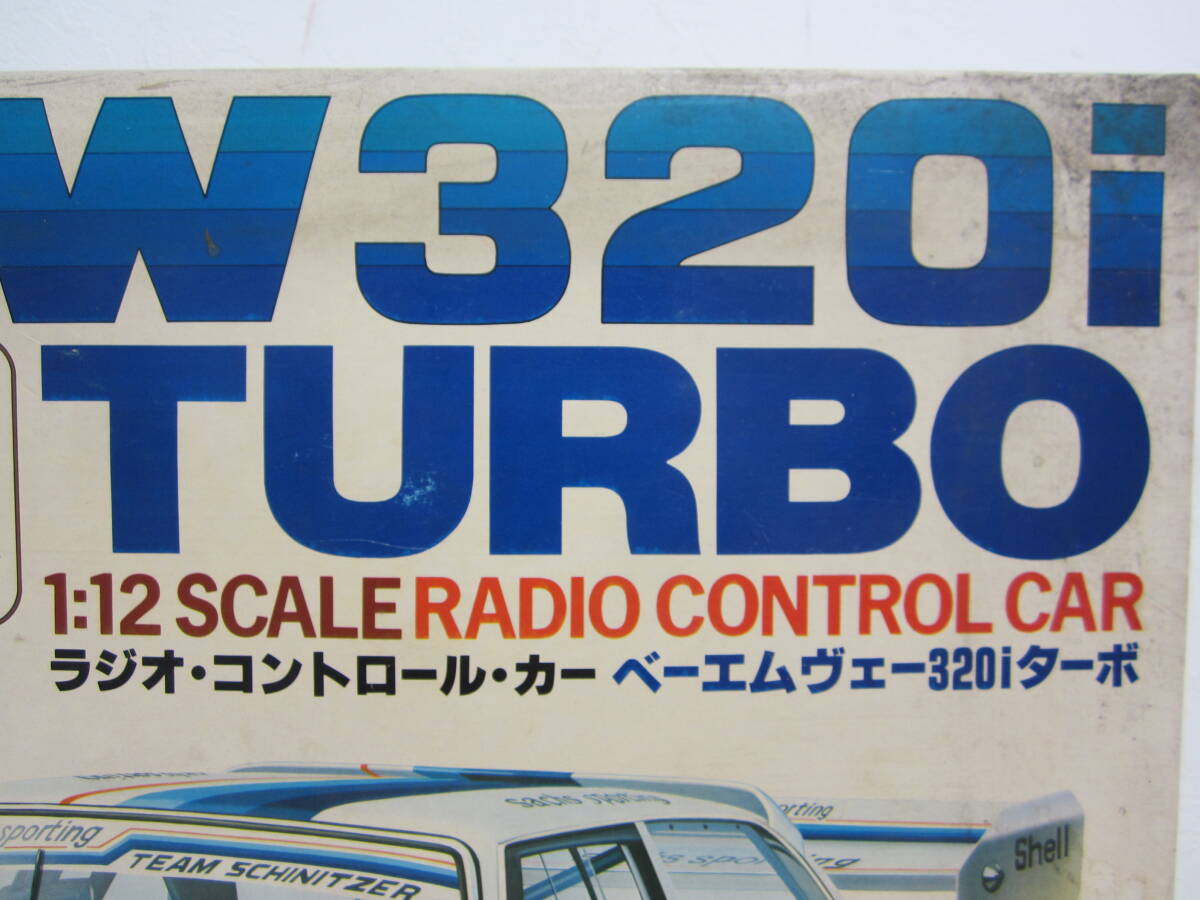 W 320i
TURBO
1:12 SCALE RADIO CONTROL CAR
ラジオ・コントロール・カー ベーエムヴェー320iターボ
sachs sporting
sporting
sporting
TEAM SCHINITZER
Shell